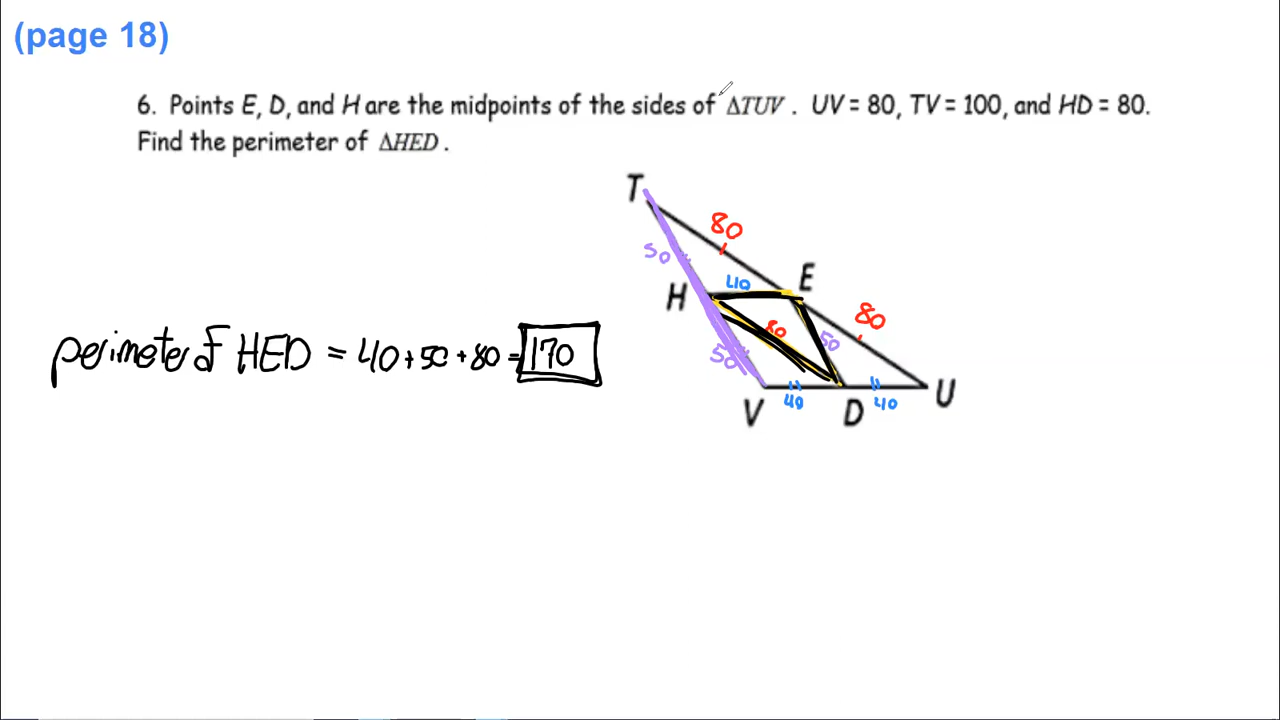 (page 18)
6. Points E, D, and H are the midpoints of the sides of ΔTUV . UV = 80, TV = 100, and HD = 80.
Find the perimeter of ΔHED .
T
80
50
E
40
H
80
80
50
50
perimeter of HED = 40 + 50 + 80 = 170
V
40
D
40
U